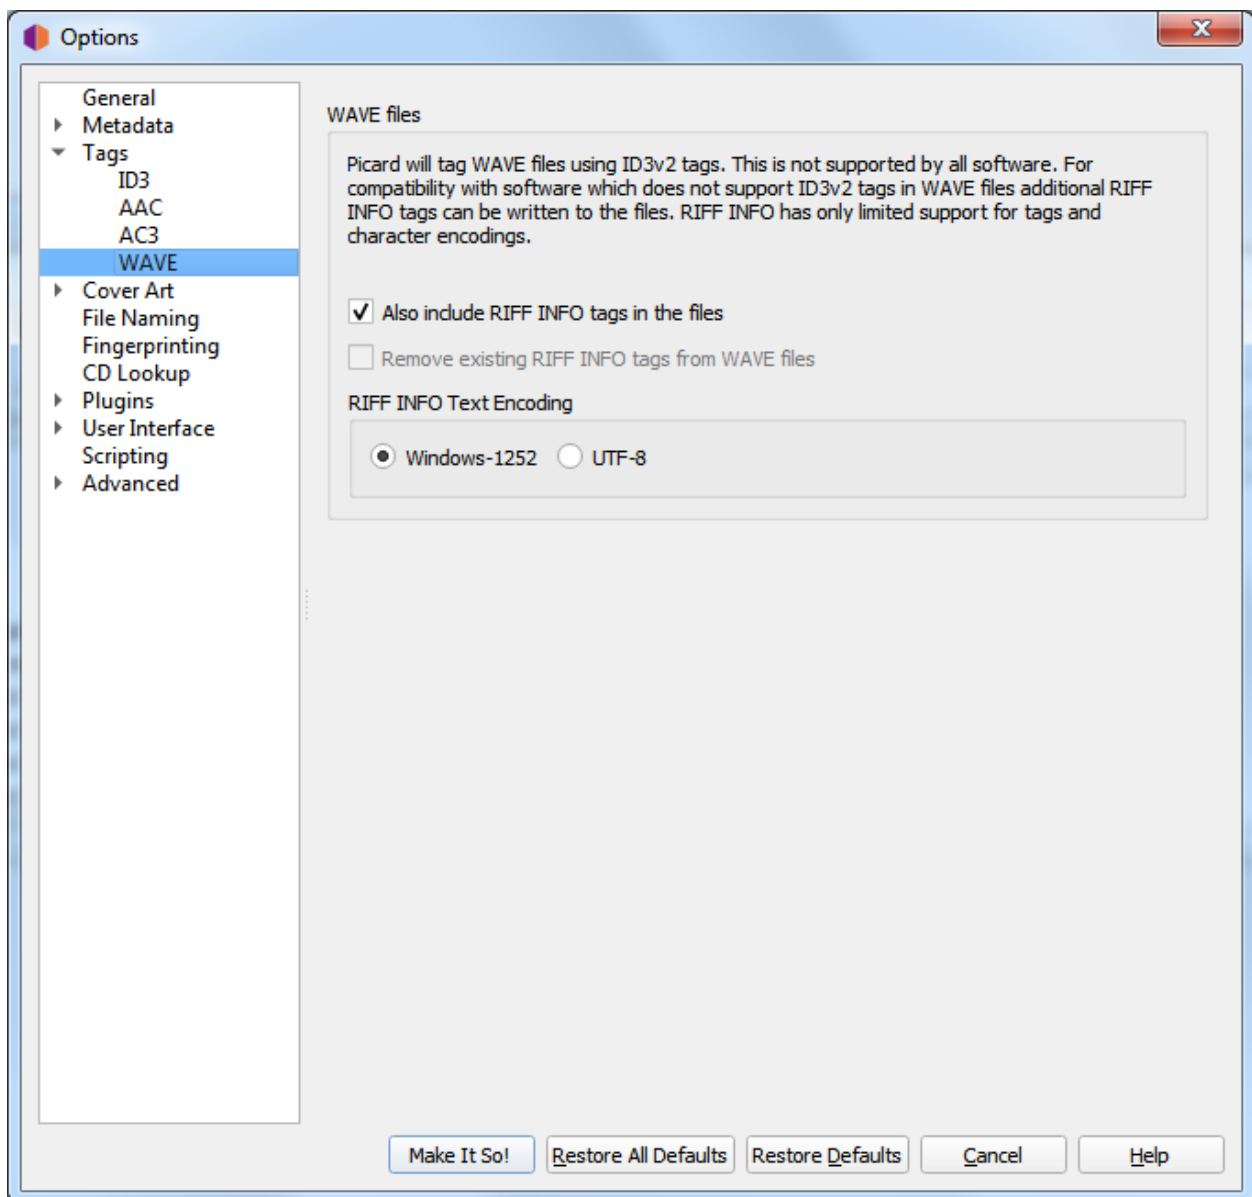 Options
General
Metadata
Tags
ID3
AAC
AC3
WAVE
Cover Art
File Naming
Fingerprinting
CD Lookup
Plugins
User Interface
Scripting
Advanced
WAVE files
Picard will tag WAVE files using ID3v2 tags. This is not supported by all software. For
compatibility with software which does not support ID3v2 tags in WAVE files additional RIFF
INFO tags can be written to the files. RIFF INFO has only limited support for tags and
character encodings.
Also include RIFF INFO tags in the files
Remove existing RIFF INFO tags from WAVE files
RIFF INFO Text Encoding
Windows-1252 UTF-8
Make It So! Restore All Defaults Restore Defaults Cancel Help